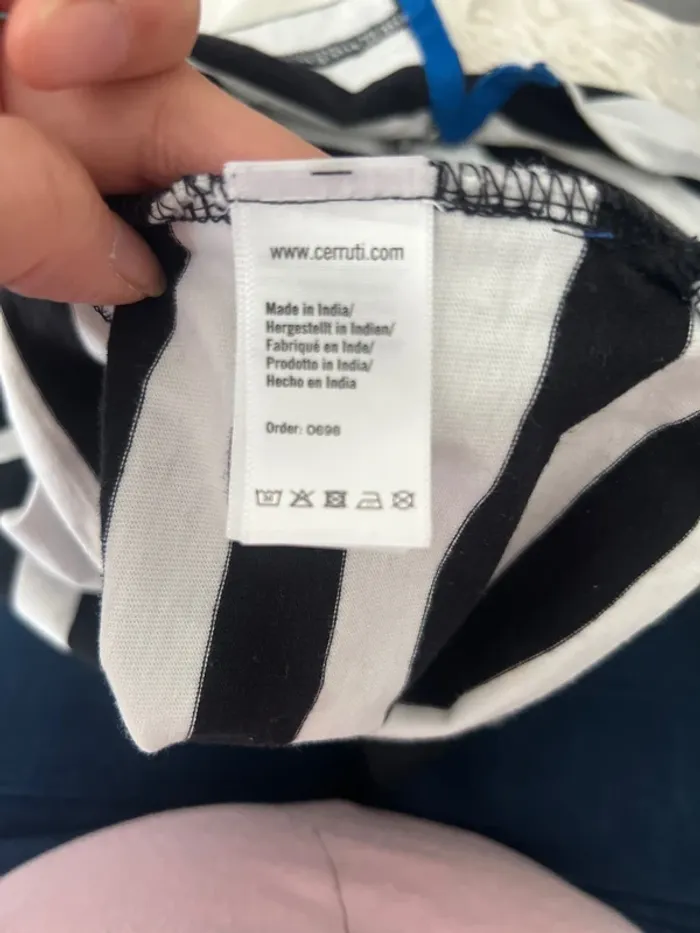 www.cerruti.com
Made in India/
Hergestellt in Indien/
Fabriqué en Inde/
Prodotto in India/
Hecho en India
Order: 0698